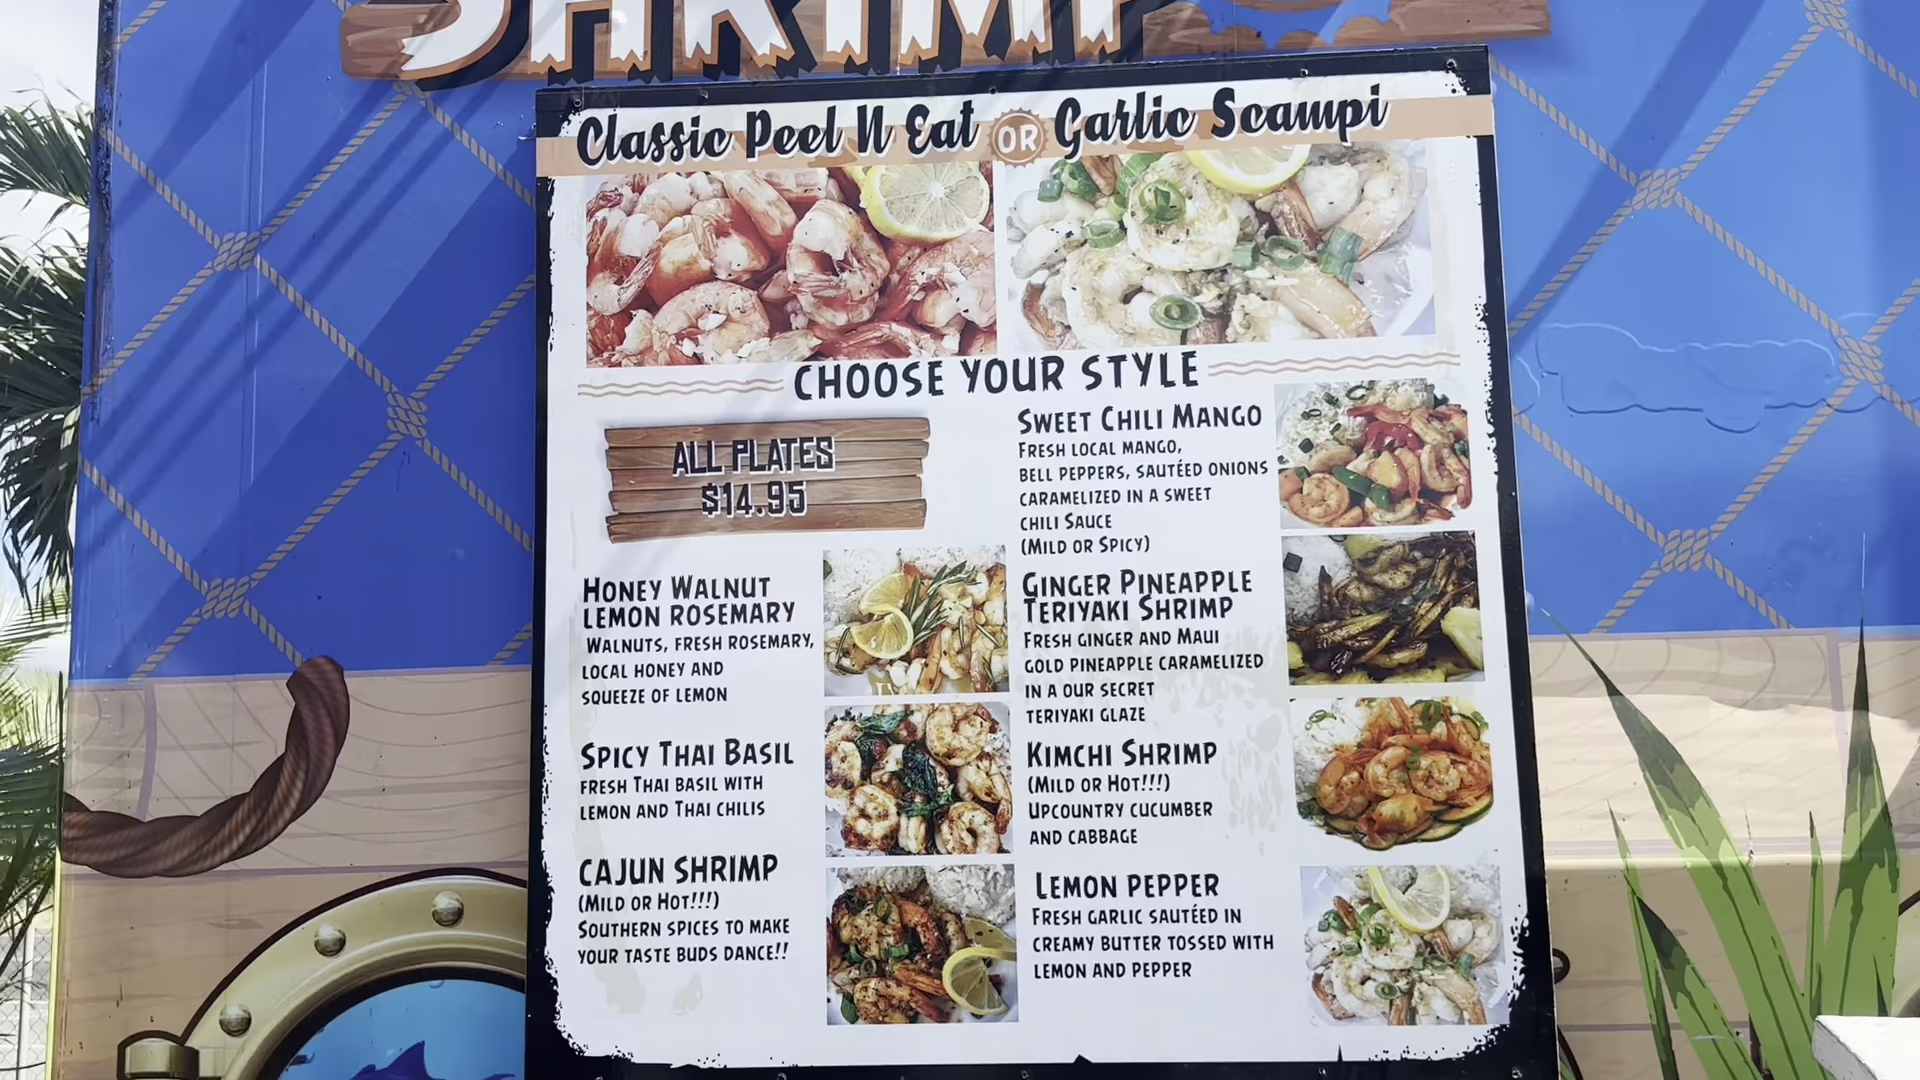 SHRIMP
Classic Peel N Eat OR Garlic Scampi
CHOOSE YOUR STYLE
ALL PLATES
$14.95
HONEY WALNUT
LEMON ROSEMARY
WALNUTS, FRESH ROSEMARY,
LOCAL HONEY AND
SQUEEZE OF LEMON
SPICY THAI BASIL
FRESH THAI BASIL WITH
LEMON AND THAI CHILIS
CAJUN SHRIMP
(MILD OR HOT!!!)
SOUTHERN SPICES TO MAKE
YOUR TASTE BUDS DANCE!!
SWEET CHILI MANGO
FRESH LOCAL MANGO,
BELL PEPPERS, SAUTÉED ONIONS
CARAMELIZED IN A SWEET
CHILI SAUCE
(MILD OR SPICY)
GINGER PINEAPPLE
TERIYAKI SHRIMP
FRESH GINGER AND MAUI
GOLD PINEAPPLE CARAMELIZED
IN A OUR SECRET
TERIYAKI GLAZE
KIMCHI SHRIMP
(MILD OR HOT!!!)
UPCOUNTRY CUCUMBER
AND CABBAGE
LEMON PEPPER
FRESH GARLIC SAUTÉED IN
CREAMY BUTTER TOSSED WITH
LEMON AND PEPPER